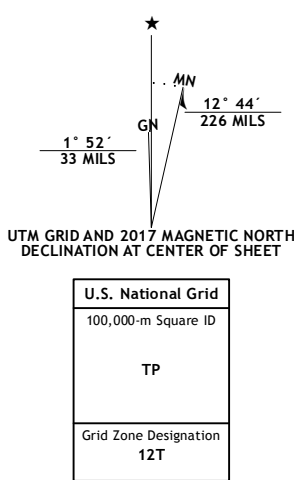 ★
MN
GN
12° 44´
226 MILS
1° 52´
33 MILS
UTM GRID AND 2017 MAGNETIC NORTH
DECLINATION AT CENTER OF SHEET
U.S. National Grid
100,000-m Square ID
TP
Grid Zone Designation
12T